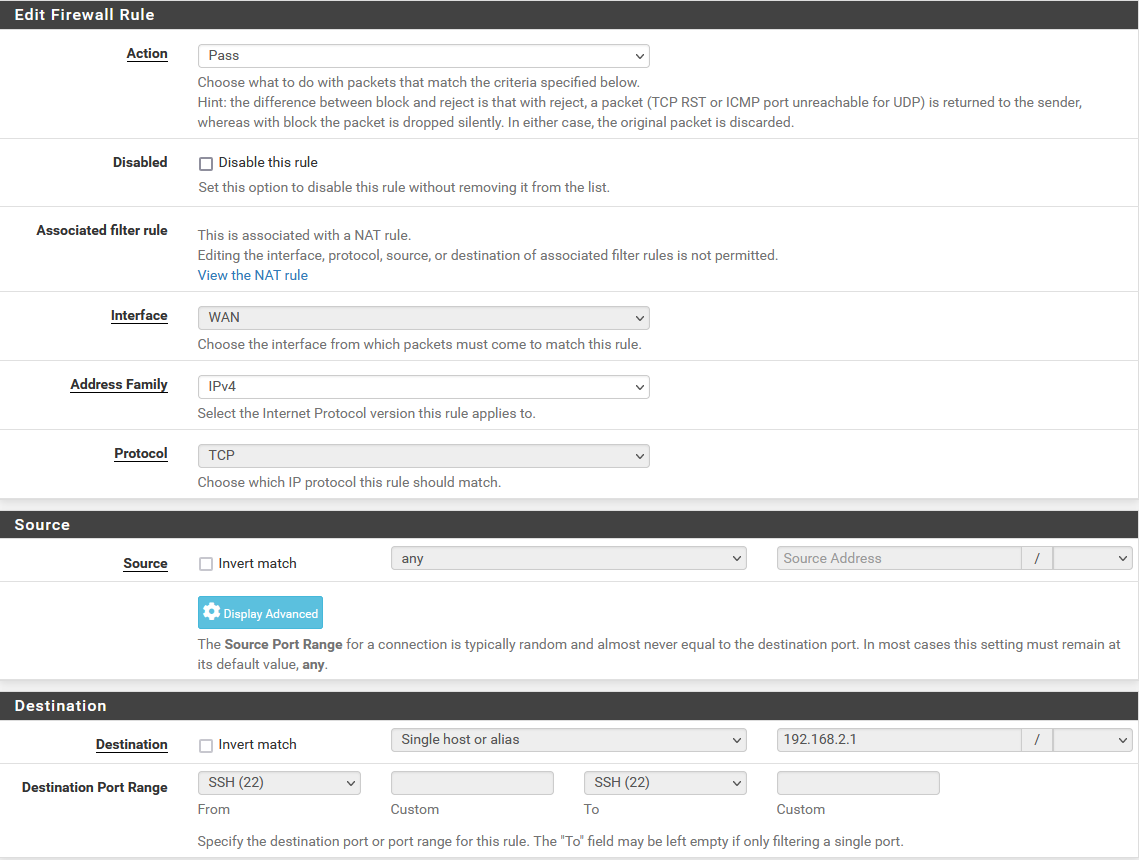 Edit Firewall Rule
Action
Pass
Choose what to do with packets that match the criteria specified below.
Hint: the difference between block and reject is that with reject, a packet (TCP RST or ICMP port unreachable for UDP) is returned to the sender,
whereas with block the packet is dropped silently. In either case, the original packet is discarded.
Disabled
Disable this rule
Set this option to disable this rule without removing it from the list.
Associated filter rule
This is associated with a NAT rule.
Editing the interface, protocol, source, or destination of associated filter rules is not permitted.
View the NAT rule
Interface
WAN
Choose the interface from which packets must come to match this rule.
Address Family
IPv4
Select the Internet Protocol version this rule applies to.
Protocol
TCP
Choose which IP protocol this rule should match.
Source
Source
Invert match
any
Source Address
/
Display Advanced
The Source Port Range for a connection is typically random and almost never equal to the destination port. In most cases this setting must remain at
its default value, any.
Destination
Destination
Invert match
Single host or alias
192.168.2.1
/
Destination Port Range
SSH (22)
SSH (22)
From
Custom
To
Custom
Specify the destination port or port range for this rule. The "To" field may be left empty if only filtering a single port.